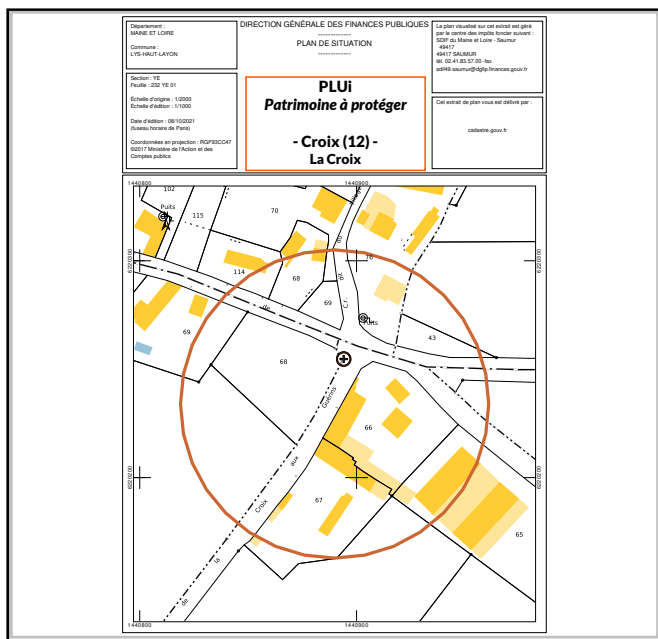 Département :
MAINE ET LOIRE
Commune :
LYS-HAUT-LAYON
Section : YE
Feuille : 232 YE 01
Échelle d'origine : 1/2000
Échelle d'édition : 1/1000
Date d'édition : 08/10/2021
(fuseau horaire de Paris)
Coordonnées en projection : RGF93CC47
©2017 Ministère de l'Action et des
Comptes publics
DIRECTION GÉNÉRALE DES FINANCES PUBLIQUES
-------------
PLAN DE SITUATION
-------------
PLUi
Patrimoine à protéger
- Croix (12) -
La Croix
Le plan visualisé sur cet extrait est géré
par le centre des impôts foncier suivant :
SDIF du Maine et Loire - Saumur
49417
49417 SAUMUR
tél. 02.41.83.57.00 -fax
sdif49.saumur@dgfip.finances.gouv.fr
Cet extrait de plan vous est délivré par :
cadastre.gouv.fr
1440800
1440900
102
Puits
115
70
16
6220300
6220300
114
68
69
de
C.
R.
Puits
69
43
68
Guérins
66
aux
6220200
6220200
67
Croix
65
la
de
1440800
1440900